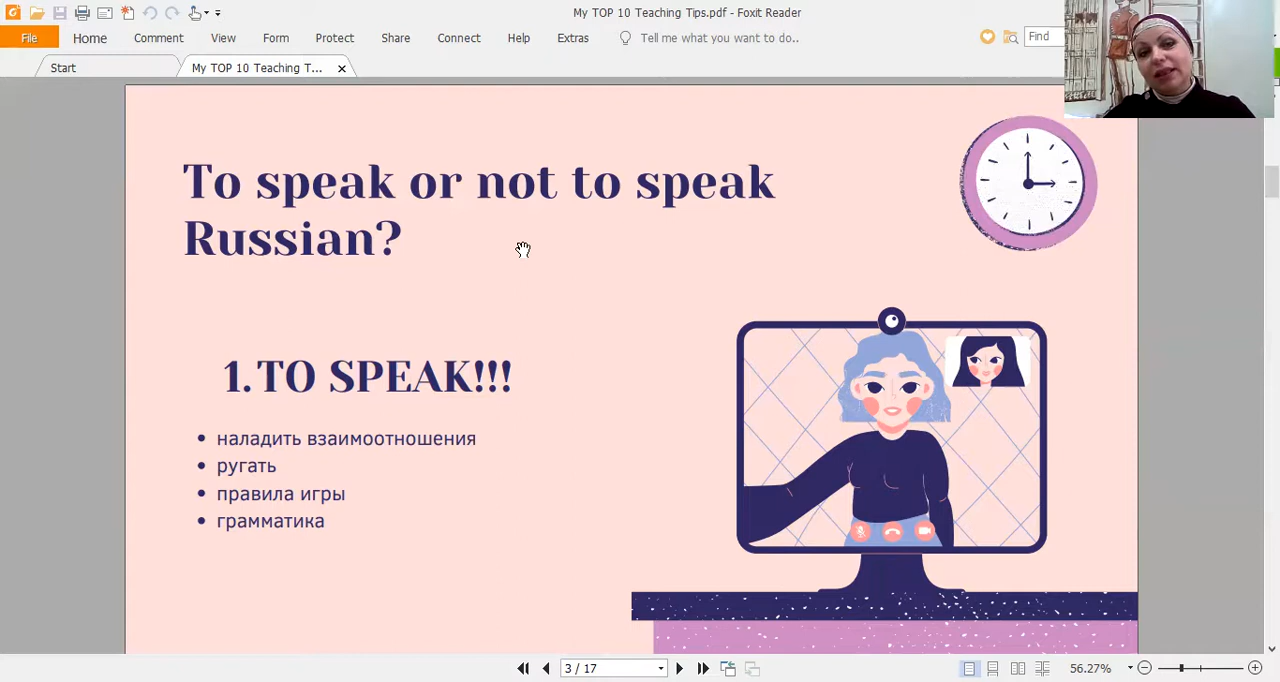 My TOP 10 Teaching Tips.pdf - Foxit Reader
File Home Comment View Form Protect Share Connect Help Extras Tell me what you want to do.. Find
Start My TOP 10 Teaching T...
To speak or not to speak
Russian?
1. TO SPEAK!!!
наладить взаимоотношения
ругать
правила игры
грамматика
3 / 17
56.27%